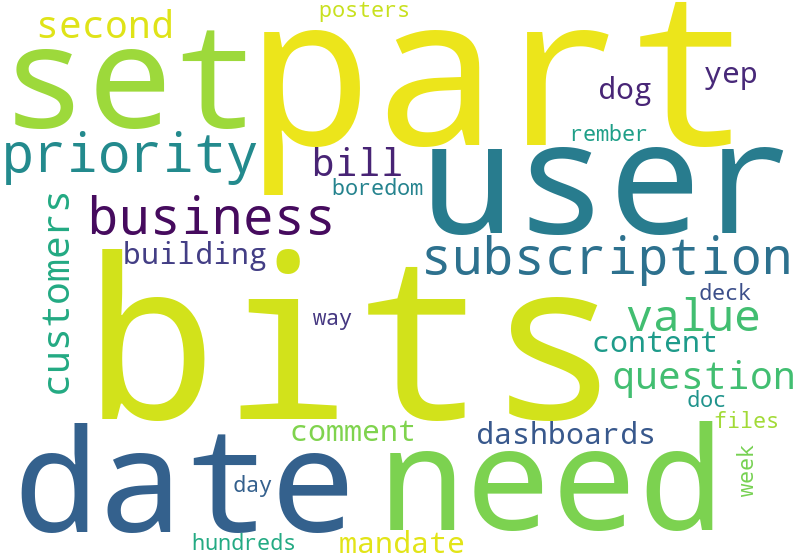 posters
second
set
part
yep
dog
rember
priority
bill
user
boredom
business
customers
building
subscription
bits
deck
way
value
content
question
doc
files
comment
dashboards
date
need
week
day
hundreds
mandate